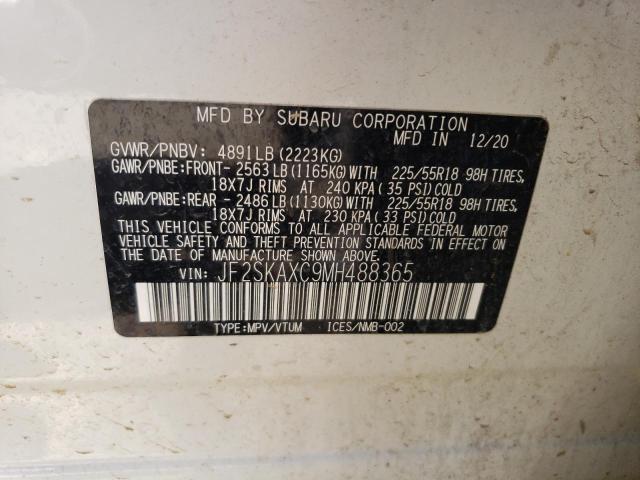 MFD BY SUBARU CORPORATION
MFD IN 12/20
GVWR/PNBV: 4891LB (2223KG)
GAWR/PNBE:FRONT- 2563LB(1165KG)WITH 225/55R18 98H TIRES,
18X7J RIMS AT 240 KPA( 35 PSI)COLD
GAWR/PNBE:REAR - 2486LB(1130KG)WITH 225/55R18 98H TIRES,
18X7J RIMS AT 230 KPA( 33 PSI)COLD
THIS VEHICLE CONFORMS TO ALL APPLICABLE FEDERAL MOTOR
VEHICLE SAFETY AND THEFT PREVENTION STANDARDS IN EFFECT ON
THE DATE OF MANUFACTURE SHOWN ABOVE.
VIN: JF2SKAXC9MH488365
TYPE:MPV/VTUM ICES/NMB-002